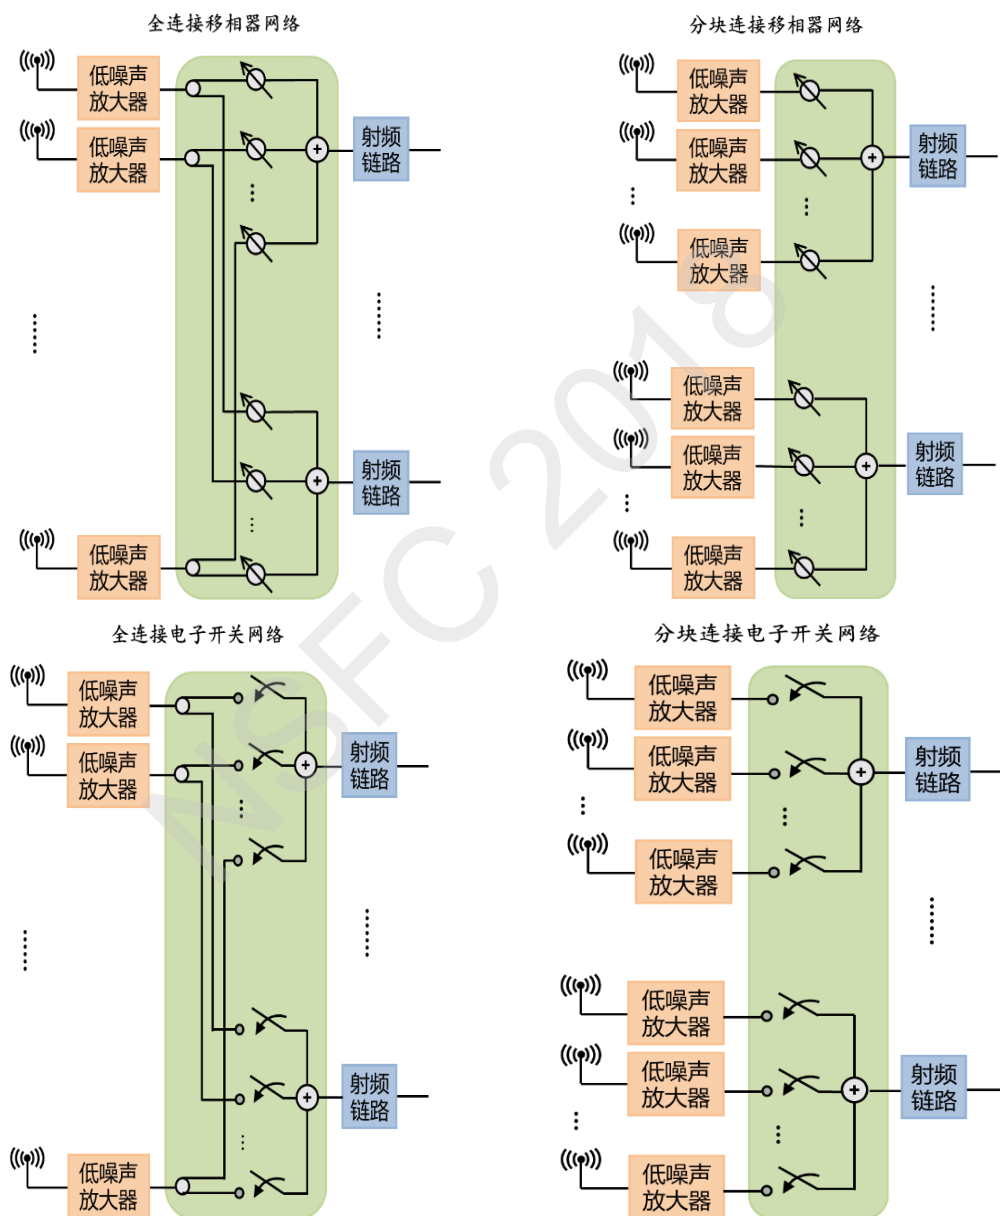 全连接移相器网络
低噪声
放大器
低噪声
放大器
射频
链路
射频
链路
低噪声
放大器
分块连接移相器网络
低噪声
放大器
低噪声
放大器
射频
链路
低噪声
放大器
低噪声
放大器
低噪声
放大器
射频
链路
低噪声
放大器
全连接电子开关网络
低噪声
放大器
低噪声
放大器
射频
链路
射频
链路
低噪声
放大器
分块连接电子开关网络
低噪声
放大器
低噪声
放大器
射频
链路
低噪声
放大器
低噪声
放大器
低噪声
放大器
射频
链路
低噪声
放大器
NSFC 2018